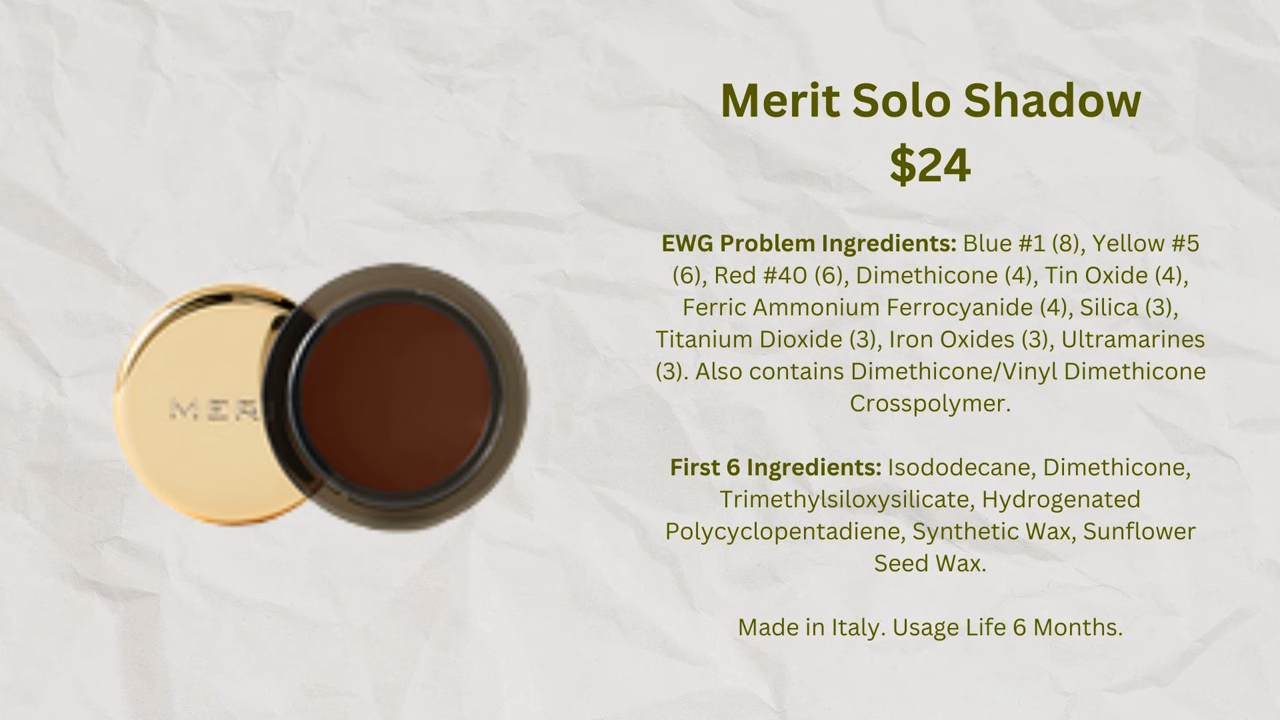 Merit Solo Shadow
$24
EWG Problem Ingredients: Blue #1 (8), Yellow #5
(6), Red #40 (6), Dimethicone (4), Tin Oxide (4),
Ferric Ammonium Ferrocyanide (4), Silica (3),
Titanium Dioxide (3), Iron Oxides (3), Ultramarines
(3). Also contains Dimethicone/Vinyl Dimethicone
Crosspolymer.
MER
First 6 Ingredients: Isododecane, Dimethicone,
Trimethylsiloxysilicate, Hydrogenated
Polycyclopentadiene, Synthetic Wax, Sunflower
Seed Wax.
Made in Italy. Usage Life 6 Months.